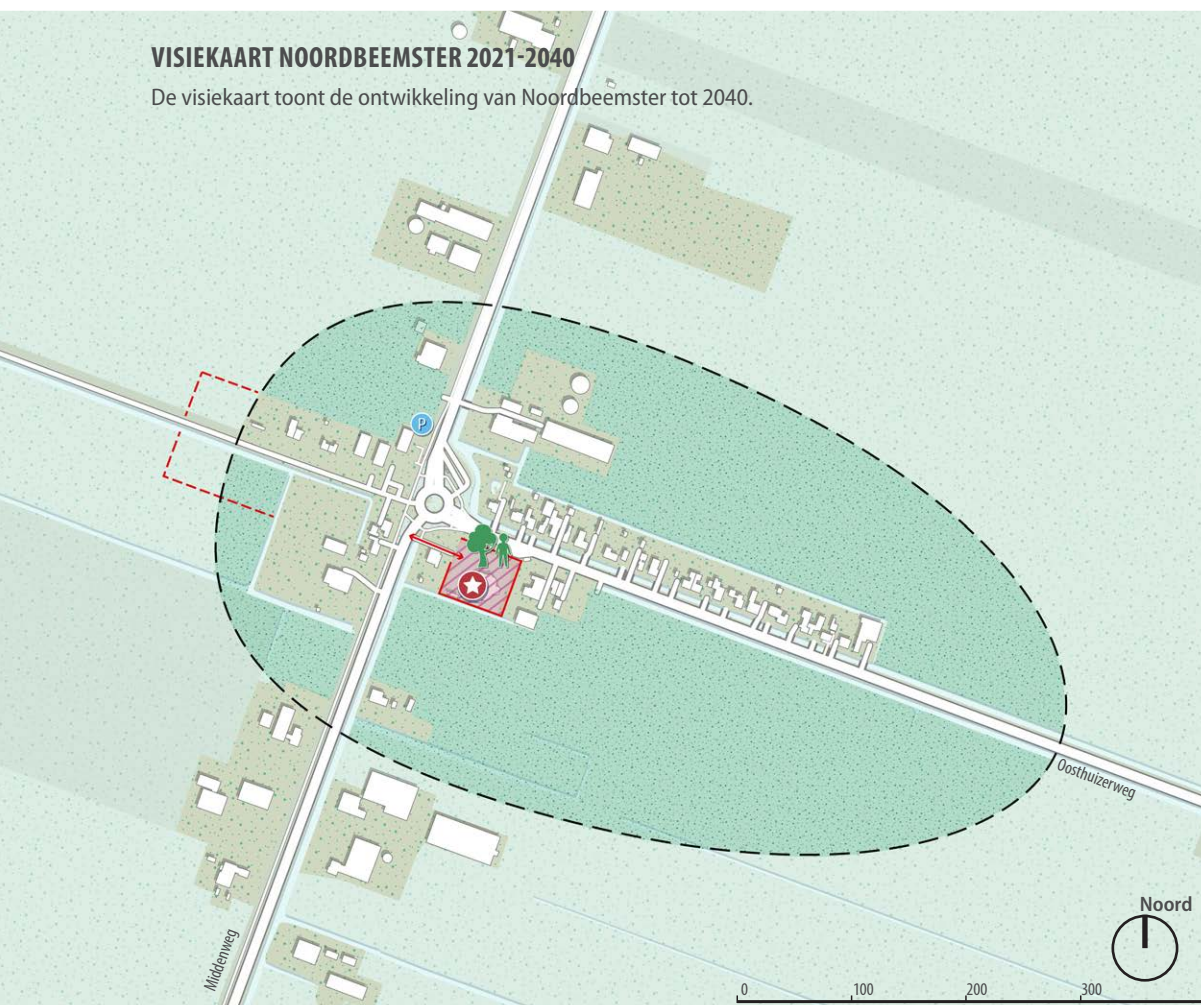 VISIEKAART NOORDBEEMSTER 2021-2040
De visiekaart toont de ontwikkeling van Noordbeemster tot 2040.
P
Oosthuizerweg
Middenweg
Noord
0 100 200 300